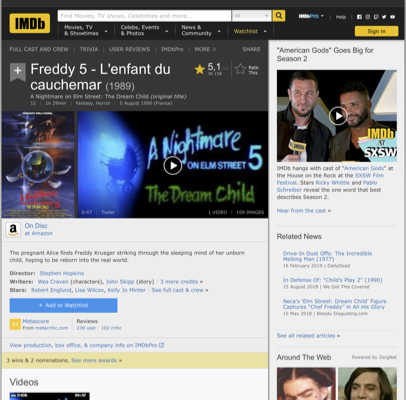 IMDb
Find Movies, TV shows, Celebrities and more...
All
Movies, TV & Showtimes
Celebs, Events & Photos
News & Community
Watchlist
IMDbPro
Help
Sign in
FULL CAST AND CREW | TRIVIA | USER REVIEWS | IMDbPro | MORE
SHARE
Freddy 5 - L'enfant du cauchemar (1989)
A Nightmare on Elm Street: The Dream Child (original title)
5,1
Rate This
12 | 1h 29min | Fantasy, Horror | 5 August 1990 (France)
A Nightmare
ON ELM STREET 5
The Dream Child
0:47 | Trailer
1 VIDEO | 109 IMAGES
On Disc
at Amazon
The pregnant Alice finds Freddy Krueger striking through the sleeping mind of her unborn child, hoping to be reborn into the real world.
Director: Stephen Hopkins
Writers: Wes Craven (characters), John Skipp (story) | 3 more credits »
Stars: Robert Englund, Lisa Wilcox, Kelly Jo Minter | See full cast & crew »
+ Add to Watchlist
Metascore
From metacritic.com
Reviews
239 user | 102 critic
View production, box office, & company info on IMDbPro
3 wins & 2 nominations. See more awards »
Videos
"American Gods" Goes Big for Season 2
IMDb
at
SXSW
IMDb hangs with cast of "American Gods" at the House on the Rock at the SXSW Film Festival. Stars Ricky Whittle and Pablo Schreiber reveal the one word that best describes Season 2.
Hear from the cast »
Related News
Drive-In Dust Offs: The Incredible Melting Man (1977)
16 February 2019 | DailyDead
In Defense Of: "Child's Play 2" (1990)
15 August 2018 | We Got This Covered
Neca's 'Elm Street: Dream Child' Figure Captures "Chef Freddy" in All His Glory
10 May 2018 | Bloody-Disgusting.com
See all related articles »
Around The Web
Powered by ZergNet